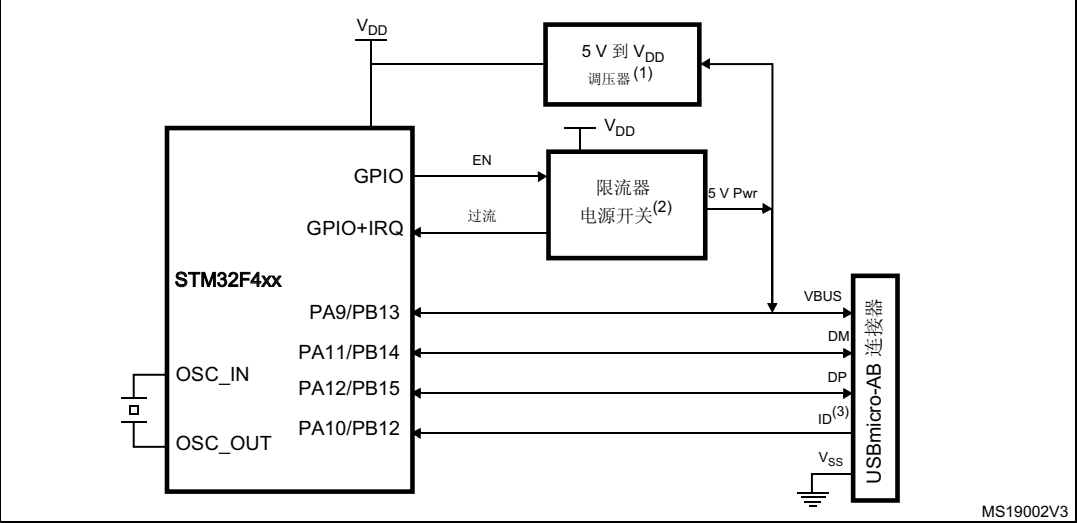 VDD
5 V 到 VDD
调压器(1)
VDD
EN
GPIO
限流器
电源开关(2)
5 V Pwr
过流
GPIO+IRQ
STM32F4xx
VBUS
PA9/PB13
DM
PA11/PB14
OSC_IN
DP
PA12/PB15
ID(3)
PA10/PB12
OSC_OUT
VSS
USBmicro-AB 连接器
MS19002V3